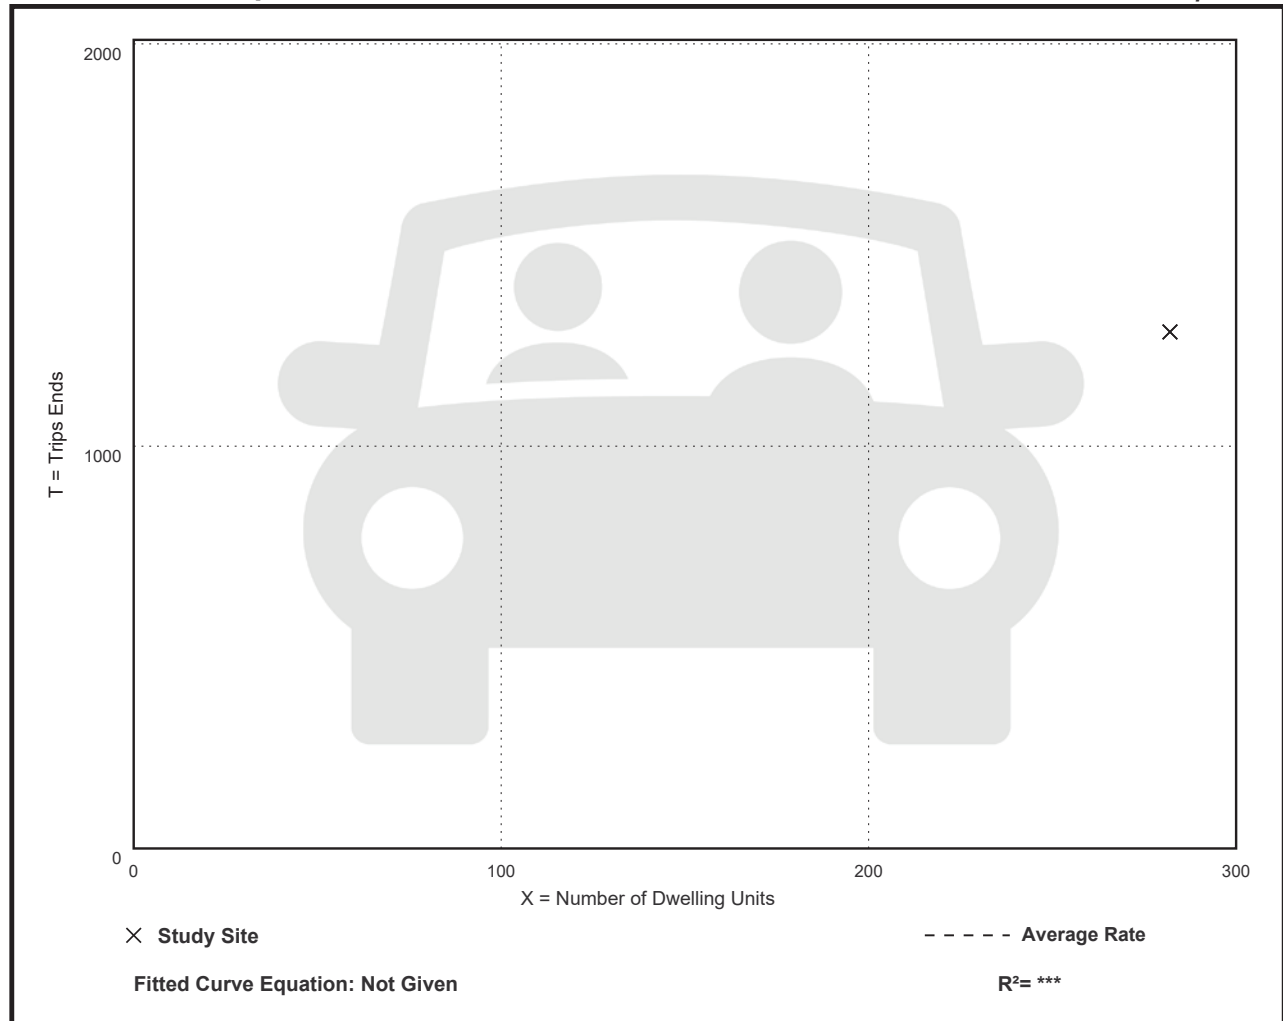 2000
1000
0
T = Trips Ends
0 100 200 300
X = Number of Dwelling Units
Study Site
Average Rate
Fitted Curve Equation: Not Given
R²= ***